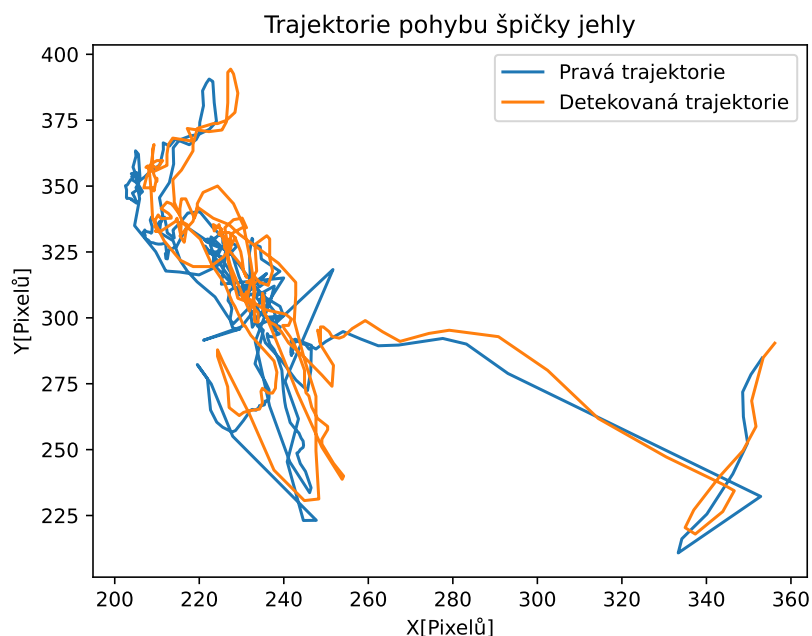 Trajektorie pohybu špičky jehly
Pravá trajektorie
Detekovaná trajektorie
Y[Pixelů]
400
375
350
325
300
275
250
225
200 220 240 260 280 300 320 340 360
X[Pixelů]